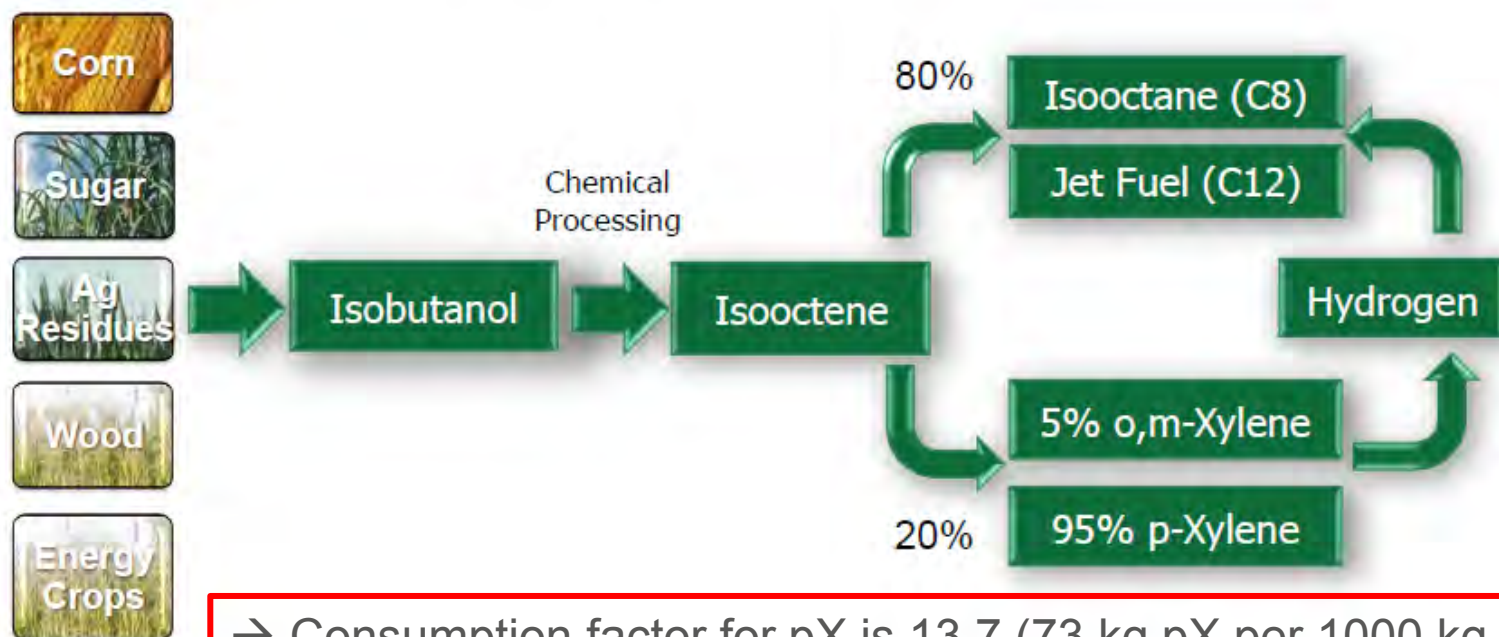 Corn
Sugar
Ag
Residues
Wood
Energy
Crops
Isobutanol
Chemical
Processing
Isooctene
80%
Isooctane (C8)
Jet Fuel (C12)
Hydrogen
5% o,m-Xylene
95% p-Xylene
20%
→ Consumption factor for pX is 13.7 (73 kg pX per 1000 kg